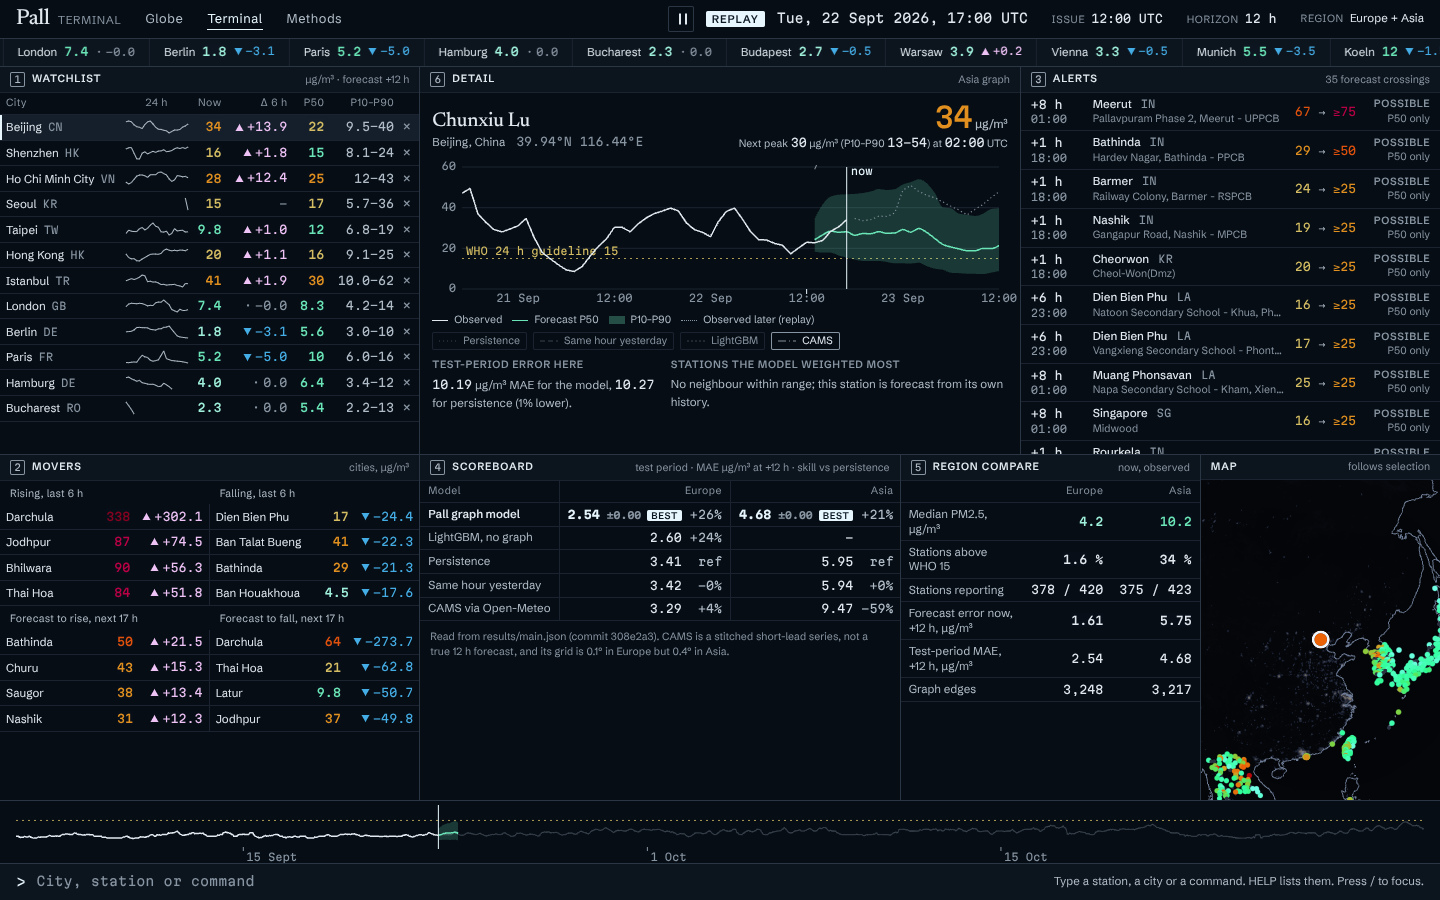 Pall TERMINAL Globe Terminal Methods REPLAY Tue, 22 Sept 2026, 17:00 UTC ISSUE 12:00 UTC HORIZON 12 h REGION Europe + Asia
London 7.4 · -0.0 Berlin 1.8 ▼-3.1 Paris 5.2 ▼-5.0 Hamburg 4.0 · 0.0 Bucharest 2.3 · 0.0 Budapest 2.7 ▼-0.5 Warsaw 3.9 ▲+0.2 Vienna 3.3 ▼-0.5 Munich 5.5 ▼-3.5 Koeln 12 ▼-1.
1 WATCHLIST µg/m³ · forecast +12 h
City 24 h Now Δ 6 h P50 P10-P90
Beijing CN 34 ▲+13.9 22 9.5-40 ×
Shenzhen HK 16 ▲+1.8 15 8.1-24 ×
Ho Chi Minh City VN 28 ▲+12.4 25 12-43 ×
Seoul KR 15 – 17 5.7-36 ×
Taipei TW 9.8 ▲+1.0 12 6.8-19 ×
Hong Kong HK 20 ▲+1.1 16 9.1-25 ×
Istanbul TR 41 ▲+1.9 30 10.0-62 ×
London GB 7.4 · -0.0 8.3 4.2-14 ×
Berlin DE 1.8 ▼-3.1 5.6 3.0-10 ×
Paris FR 5.2 ▼-5.0 10 6.0-16 ×
Hamburg DE 4.0 · 0.0 6.4 3.4-12 ×
Bucharest RO 2.3 · 0.0 5.4 2.2-13 ×
6 DETAIL Asia graph
Chunxiu Lu 34 µg/m³
Beijing, China 39.94°N 116.44°E Next peak 30 µg/m³ (P10-P90 13-54) at 02:00 UTC
60
now
40
20
WHO 24 h guideline 15
0
21 Sep 12:00 22 Sep 12:00 23 Sep 12:00
Observed Forecast P50 P10-P90 Observed later (replay)
Persistence Same hour yesterday LightGBM CAMS
TEST-PERIOD ERROR HERE
10.19 µg/m³ MAE for the model, 10.27
for persistence (1% lower).
STATIONS THE MODEL WEIGHTED MOST
No neighbour within range; this station is forecast from its own
history.
3 ALERTS 35 forecast crossings
+8 h Meerut IN 67 → ≥75 POSSIBLE
01:00 Pallavpuram Phase 2, Meerut - UPPCB P50 only
+1 h Bathinda IN 29 → ≥50 POSSIBLE
18:00 Hardev Nagar, Bathinda - PPCB P50 only
+1 h Barmer IN 24 → ≥25 POSSIBLE
18:00 Railway Colony, Barmer - RSPCB P50 only
+1 h Nashik IN 19 → ≥25 POSSIBLE
18:00 Gangapur Road, Nashik - MPCB P50 only
+1 h Cheorwon KR 20 → ≥25 POSSIBLE
18:00 Cheol-Won(Dmz) P50 only
+6 h Dien Bien Phu LA 16 → ≥25 POSSIBLE
23:00 Natoon Secondary School - Khua, Ph... P50 only
+6 h Dien Bien Phu LA 17 → ≥25 POSSIBLE
23:00 Vangxieng Secondary School - Phont... P50 only
+8 h Muang Phonsavan LA 25 → ≥25 POSSIBLE
01:00 Napa Secondary School - Kham, Xien... P50 only
+8 h Singapore SG 16 → ≥25 POSSIBLE
01:00 Midwood P50 only
+1 h Rourkela IN POSSIBLE
2 MOVERS cities, µg/m³
Rising, last 6 h Falling, last 6 h
Darchula 338 ▲+302.1 Dien Bien Phu 17 ▼-24.4
Jodhpur 87 ▲+74.5 Ban Talat Bueng 41 ▼-22.3
Bhilwara 90 ▲+56.3 Bathinda 29 ▼-21.3
Thai Hoa 84 ▲+51.8 Ban Houakhoua 4.5 ▼-17.6
Forecast to rise, next 17 h Forecast to fall, next 17 h
Bathinda 50 ▲+21.5 Darchula 64 ▼-273.7
Churu 43 ▲+15.3 Thai Hoa 21 ▼-62.8
Saugor 38 ▲+13.4 Latur 9.8 ▼-50.7
Nashik 31 ▲+12.3 Jodhpur 37 ▼-49.8
4 SCOREBOARD test period · MAE µg/m³ at +12 h · skill vs persistence
Model Europe Asia
Pall graph model 2.54 ±0.00 BEST +26% 4.68 ±0.00 BEST +21%
LightGBM, no graph 2.60 +24% –
Persistence 3.41 ref 5.95 ref
Same hour yesterday 3.42 -0% 5.94 +0%
CAMS via Open-Meteo 3.29 +4% 9.47 -59%
Read from results/main.json (commit 308e2a3). CAMS is a stitched short-lead series, not a
true 12 h forecast, and its grid is 0.1° in Europe but 0.4° in Asia.
5 REGION COMPARE now, observed
Europe Asia
Median PM2.5, µg/m³ 4.2 10.2
Stations above WHO 15 1.6 % 34 %
Stations reporting 378 / 420 375 / 423
Forecast error now, +12 h, µg/m³ 1.61 5.75
Test-period MAE, +12 h, µg/m³ 2.54 4.68
Graph edges 3,248 3,217
MAP follows selection
15 Sept 1 Oct 15 Oct
> City, station or command Type a station, a city or a command. HELP lists them. Press / to focus.